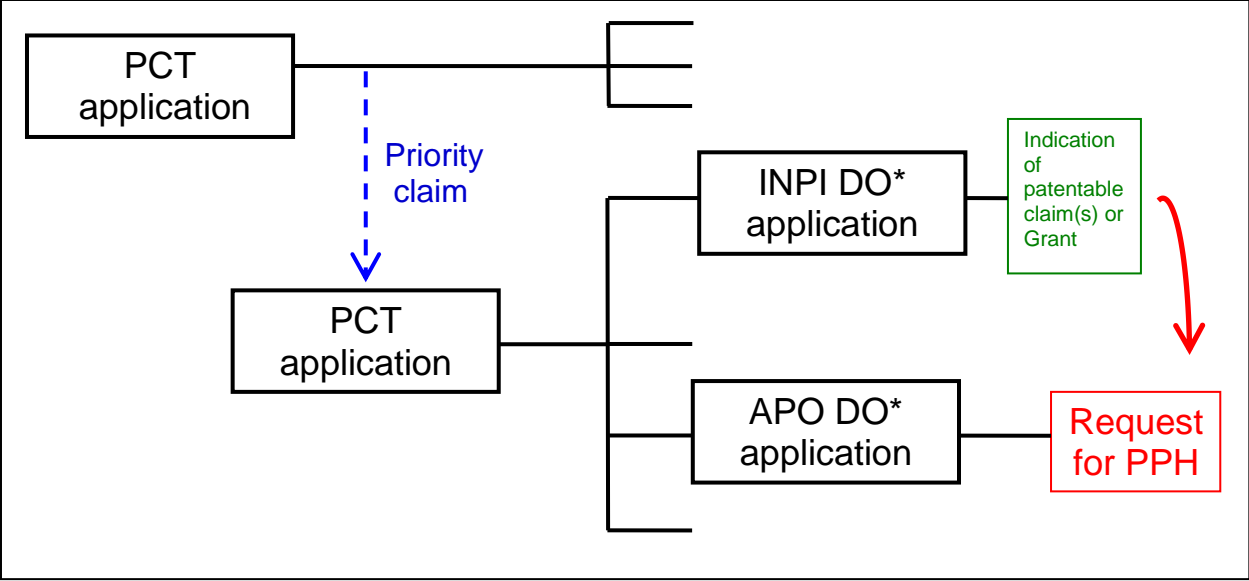 PCT
application
Priority
claim
INPI DO*
application
Indication
of
patentable
claim(s) or
Grant
PCT
application
APO DO*
application
Request
for PPH